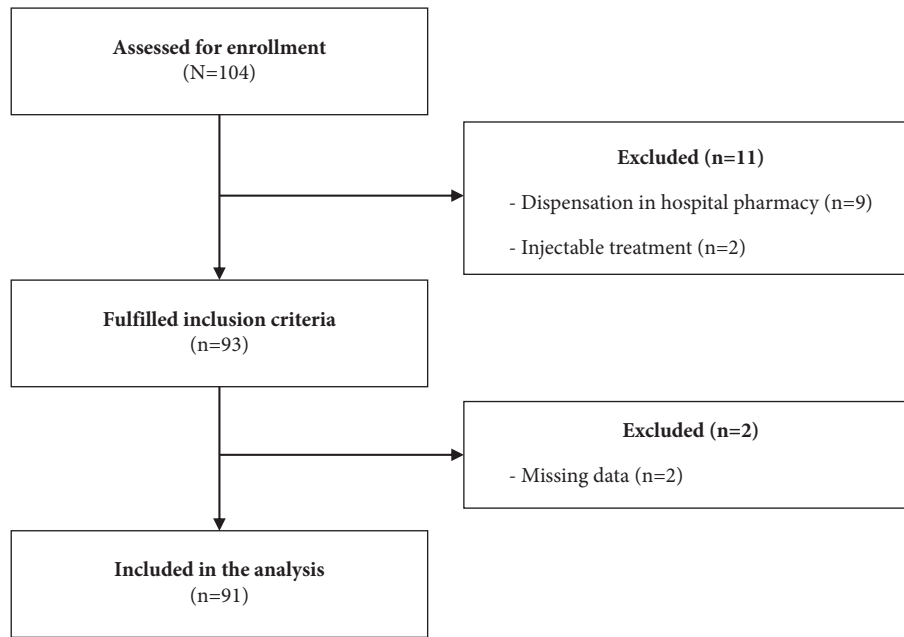 Assessed for enrollment
(N=104)
Excluded (n=11)
- Dispensation in hospital pharmacy (n=9)
- Injectable treatment (n=2)
Fulfilled inclusion criteria
(n=93)
Excluded (n=2)
- Missing data (n=2)
Included in the analysis
(n=91)